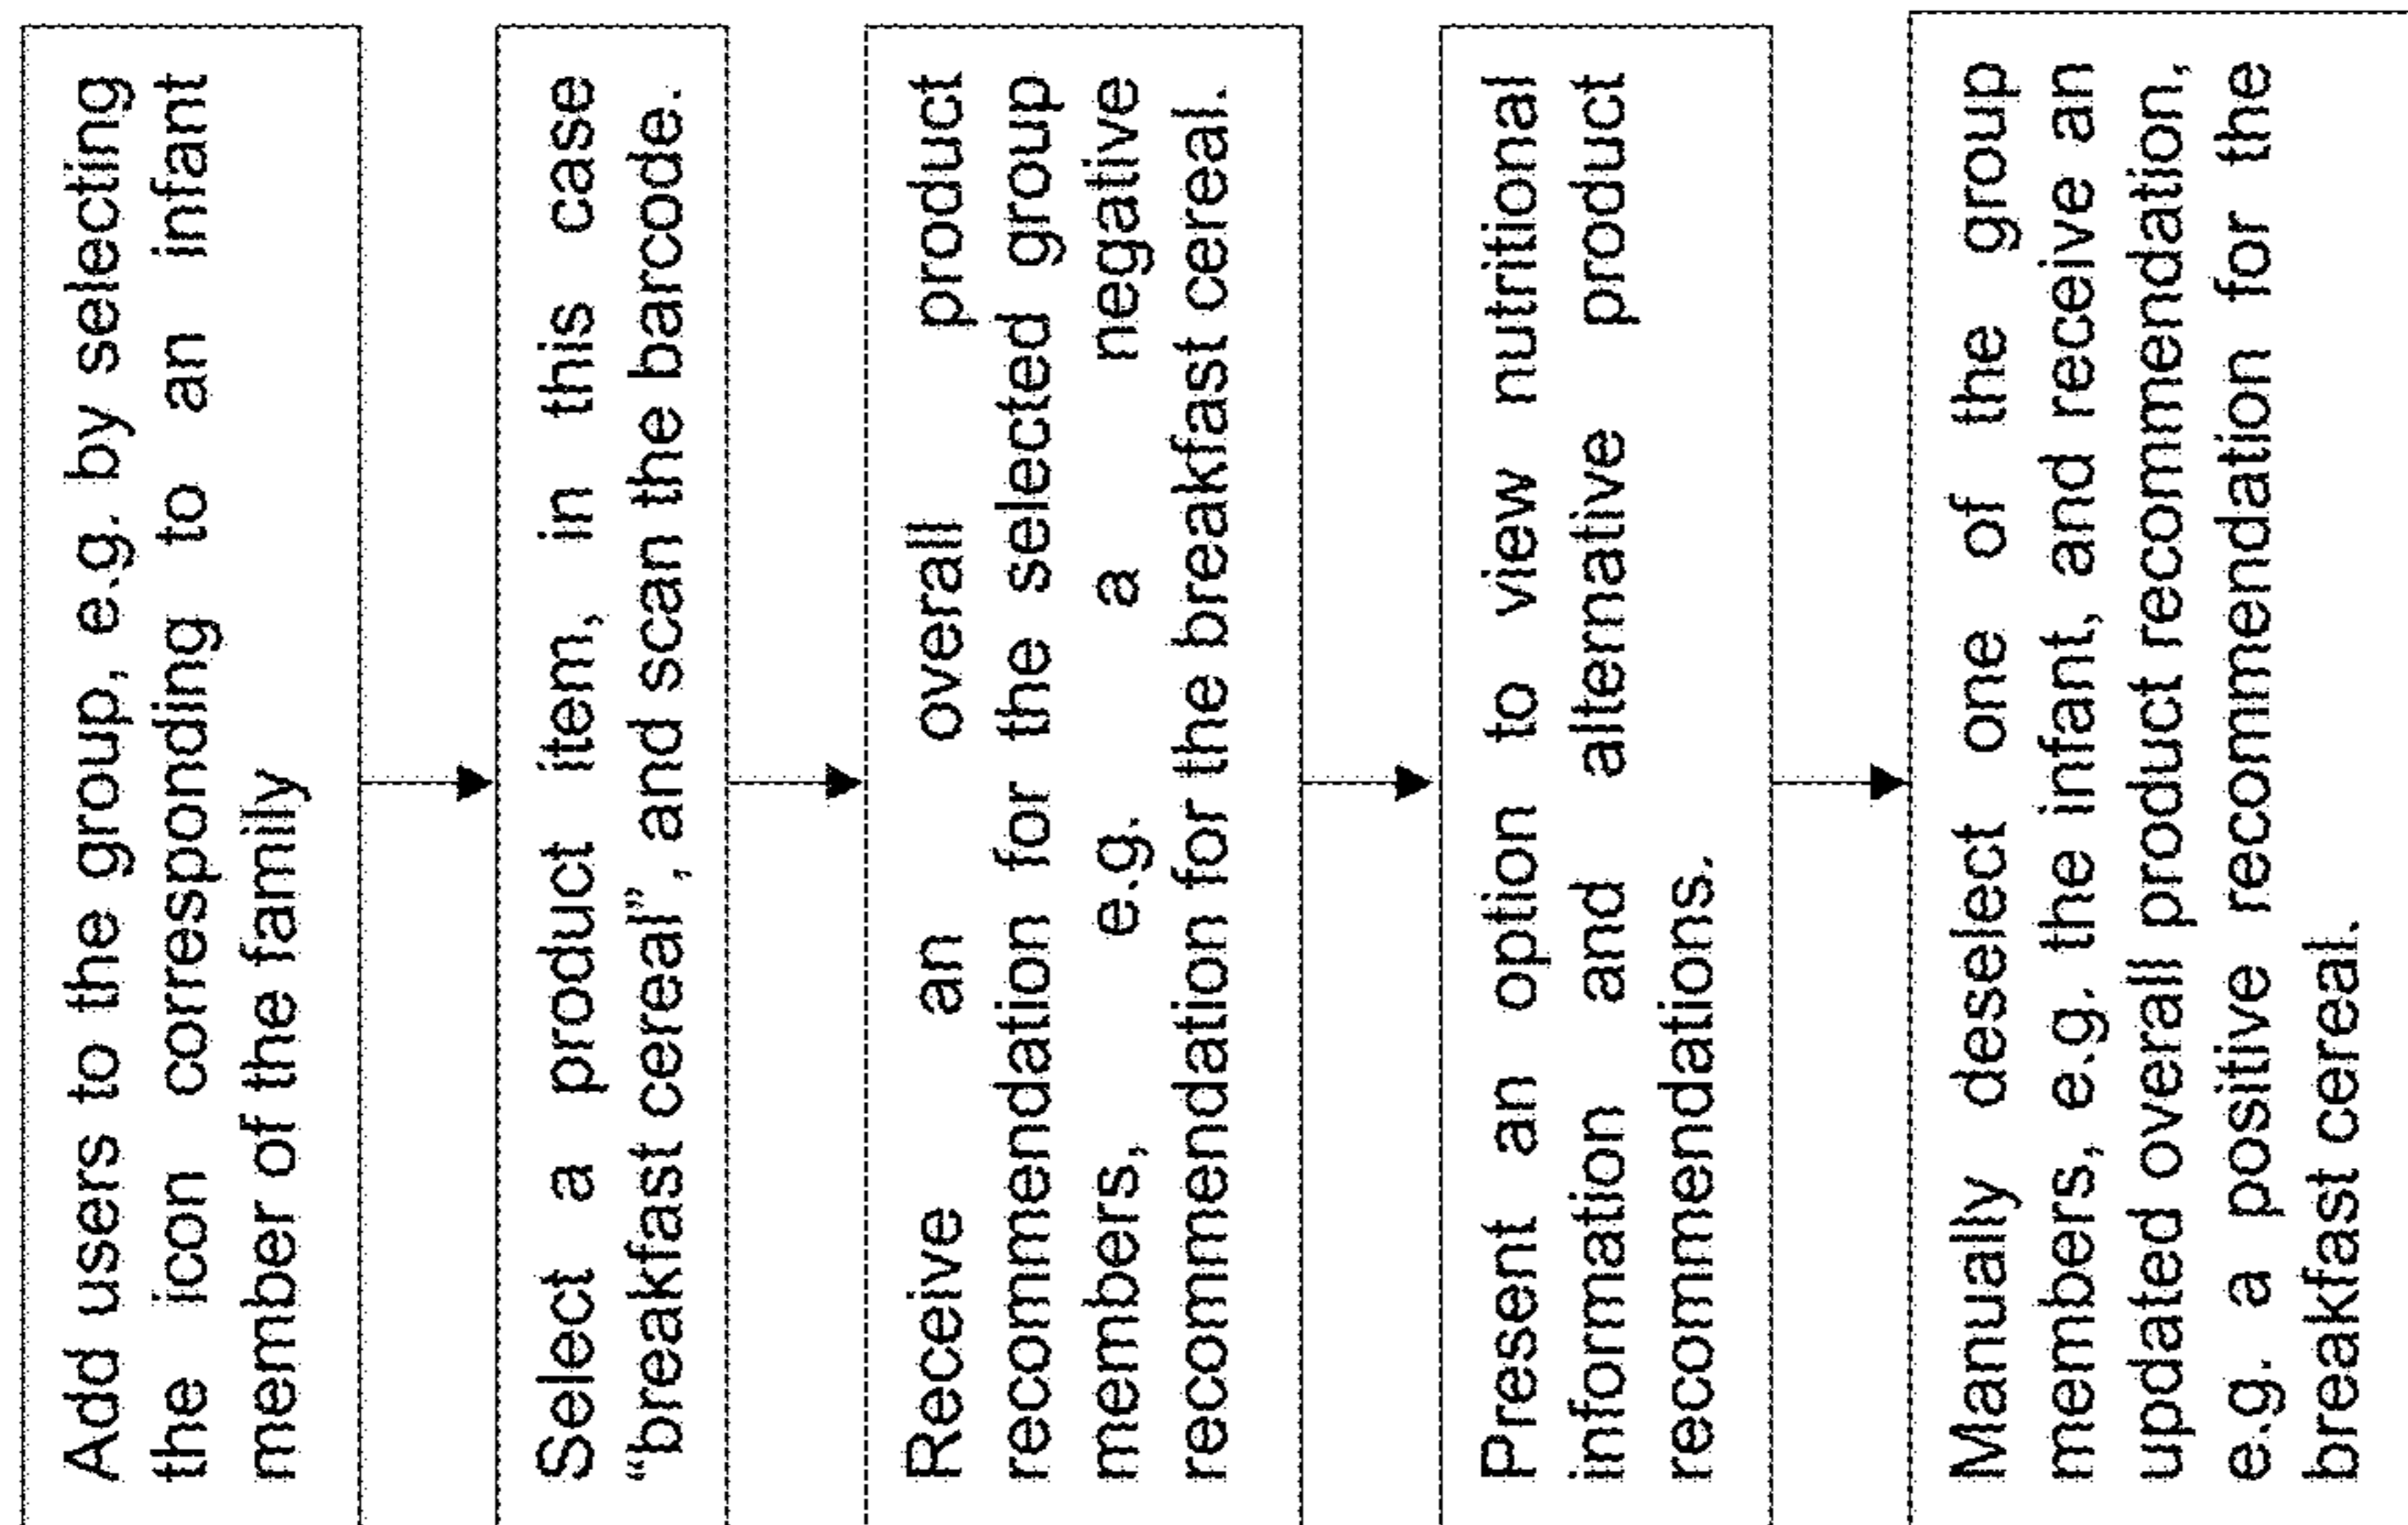 Add users to the group, e.g. by selecting
the icon corresponding to an infant
member of the family
Select a product item, in this case
“breakfast cereal”, and scan the barcode.
Receive an overall product
recommendation for the selected group
members, e.g. a negative
recommendation for the breakfast cereal.
Present an option to view nutritional
information and alternative product
recommendations.
Manually deselect one of the group
members, e.g. the infant, and receive an
updated overall product recommendation,
e.g. a positive recommendation for the
breakfast cereal.